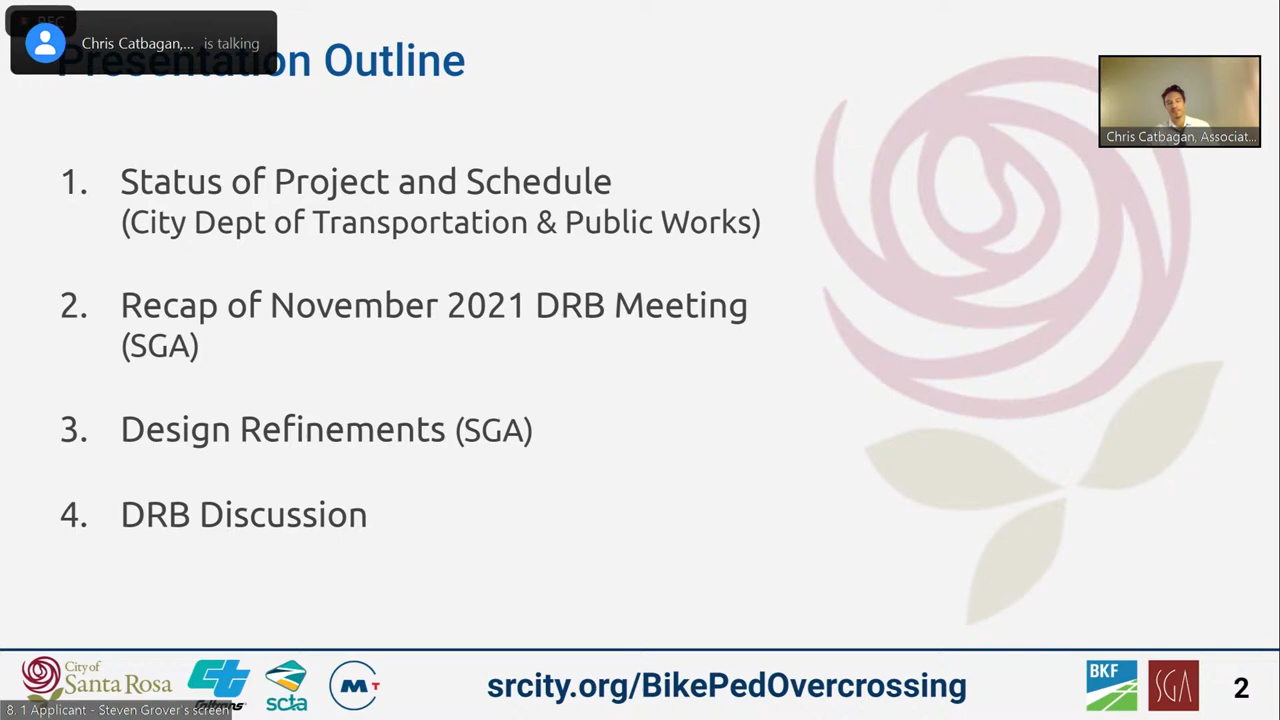 REC
Chris Catbagan,... is talking
Presentation Outline
Chris Catbagan, Associat...
1. Status of Project and Schedule
(City Dept of Transportation & Public Works)
2. Recap of November 2021 DRB Meeting
(SGA)
3. Design Refinements (SGA)
4. DRB Discussion
City of
Santa Rosa
scta
MT
srcity.org/BikePedOvercrossing
BKF
SGA
2
8. 1 Applicant - Steven Grover's screen